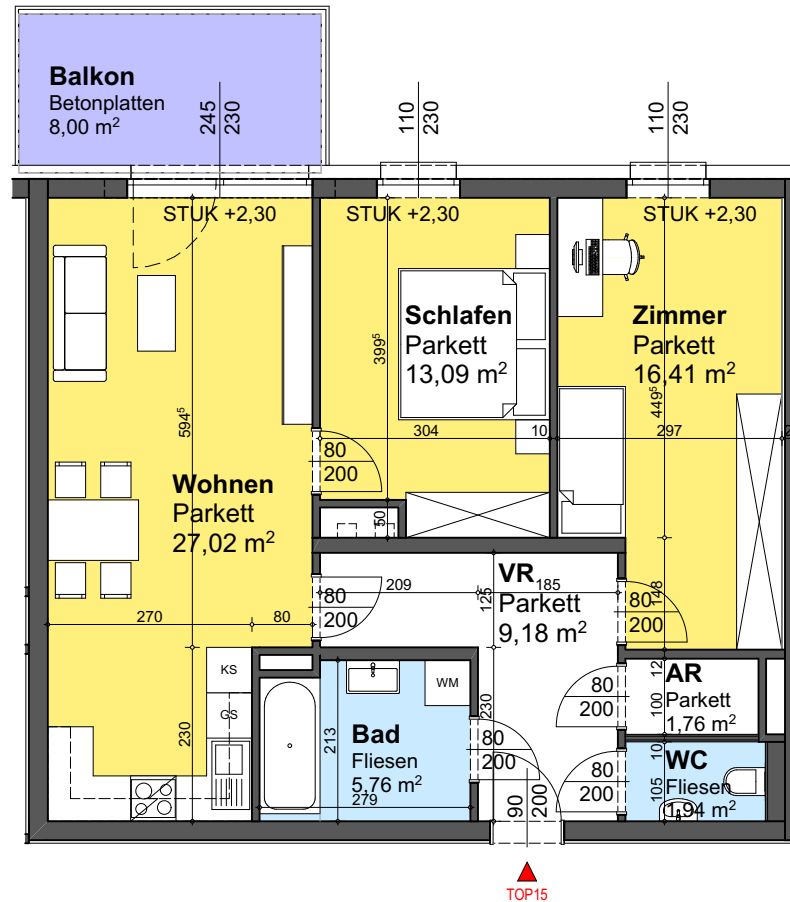 Balkon
Betonplatten
8,00 m²
245
230
110
230
110
230
STUK +2,30
STUK +2,30
STUK +2,30
Schlafen
Parkett
13,09 m²
Zimmer
Parkett
16,41 m²
399⁵
449⁵
594⁵
304
10
297
2
80
200
Wohnen
Parkett
27,02 m²
50
VR
Parkett
9,18 m²
209
185
125
148
80
200
80
200
270
80
KS
GS
WM
230
213
230
Bad
Fliesen
5,76 m²
279
80
200
80
200
12
100
AR
Parkett
1,76 m²
10
105
WC
Fliesen
1,94 m²
80
200
90
200
TOP15